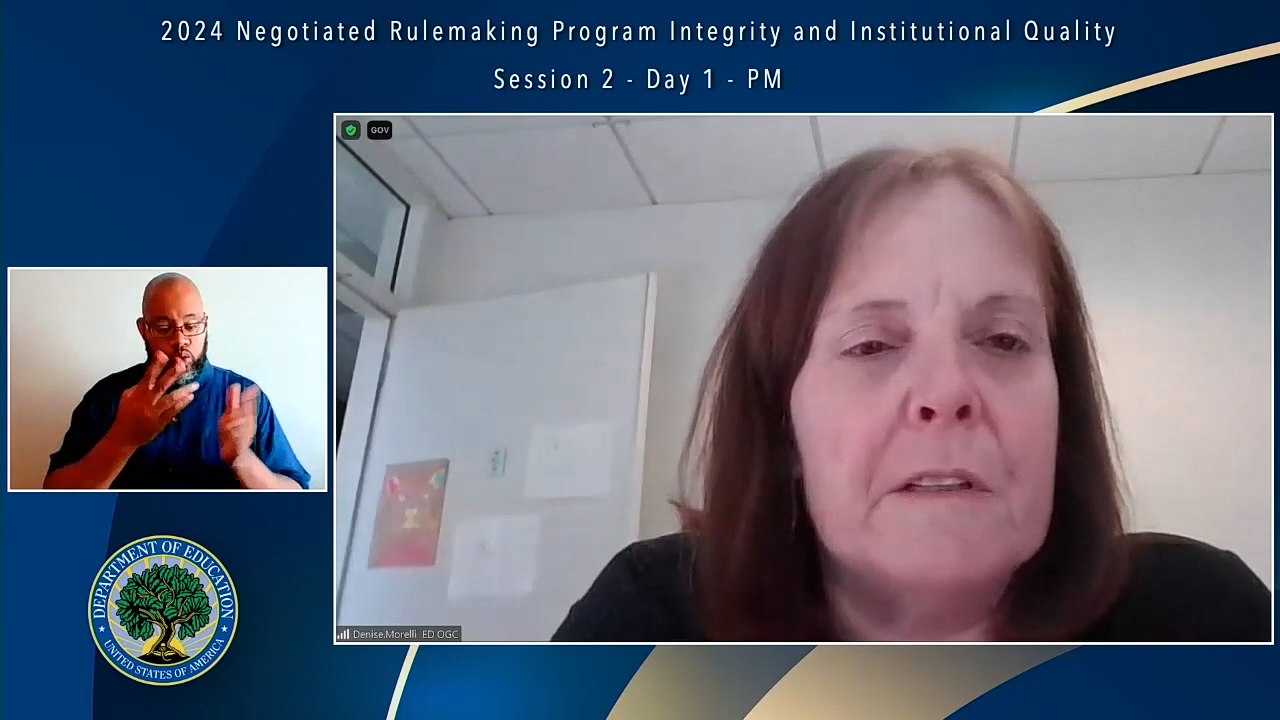 2024 Negotiated Rulemaking Program Integrity and Institutional Quality
Session 2 - Day 1 - PM
GOV
Denise.Morelli ED OGC
DEPARTMENT OF EDUCATION
UNITED STATES OF AMERICA